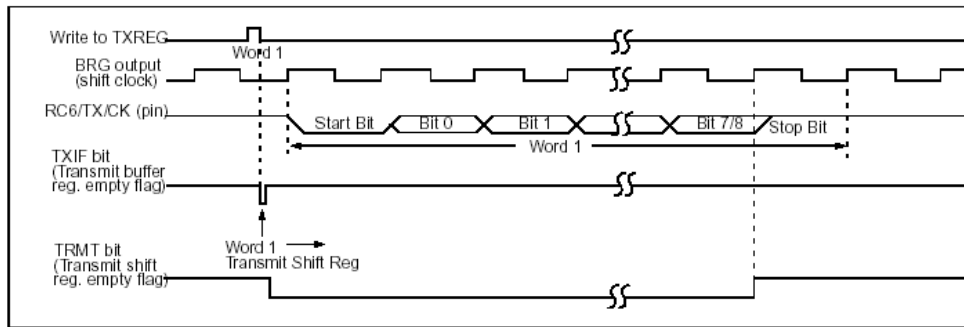 Write to TXREG
Word 1
BRG output
(shift clock)
RC6/TX/CK (pin)
Start Bit
Bit 0
Bit 1
Bit 7/8
Stop Bit
Word 1
TXIF bit
(Transmit buffer
reg. empty flag)
Word 1
Transmit Shift Reg
TRMT bit
(Transmit shift
reg. empty flag)